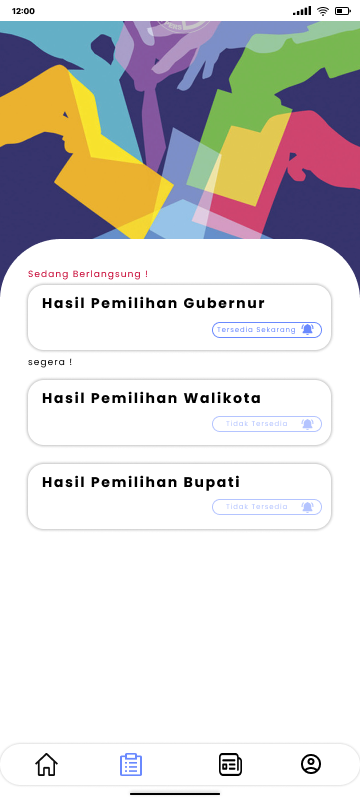 12:00
Sedang Berlangsung !
Hasil Pemilihan Gubernur
Tersedia Sekarang
segera !
Hasil Pemilihan Walikota
Tidak Tersedia
Hasil Pemilihan Bupati
Tidak Tersedia